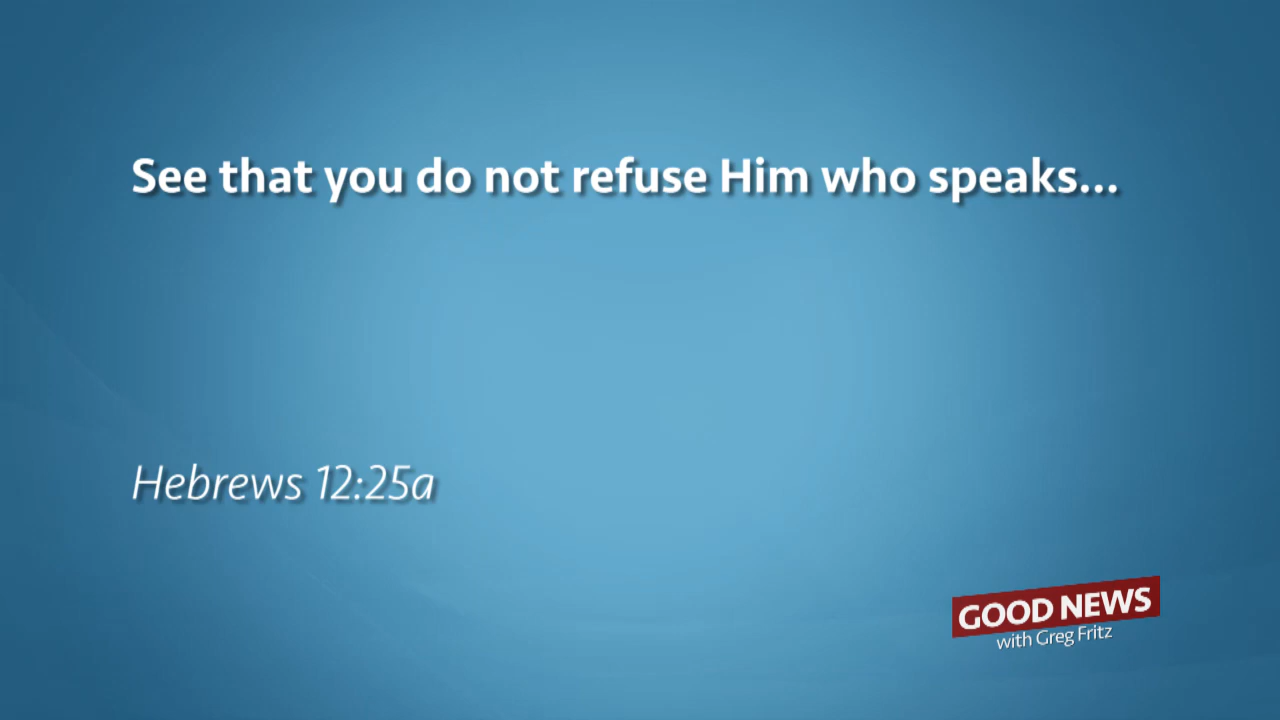 See that you do not refuse Him who speaks...
Hebrews 12:25a
GOOD NEWS
with Greg Fritz